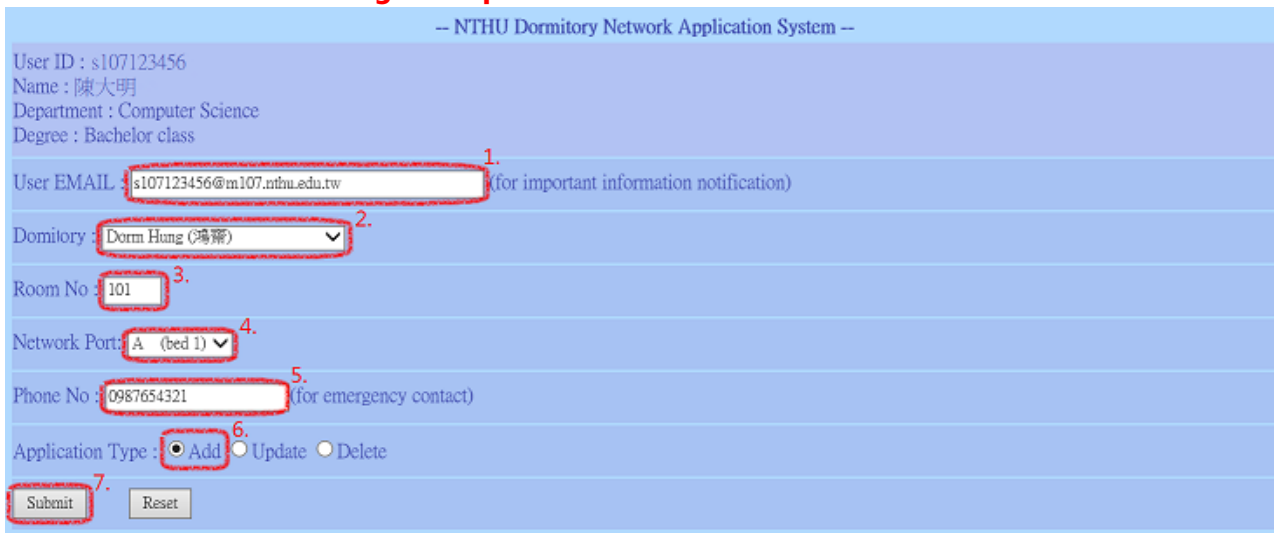 -- NTHU Dormitory Network Application System --
User ID : s107123456
Name : 陳大明
Department : Computer Science
Degree : Bachelor class
1.
User EMAIL : s107123456@m107.nthu.edu.tw (for important information notification)
2.
Domitory : Dorm Hung (鴻齋)
3.
Room No : 101
4.
Network Port: A (bed 1)
5.
Phone No : 0987654321 (for emergency contact)
6.
Application Type : Add Update Delete
7.
Submit Reset